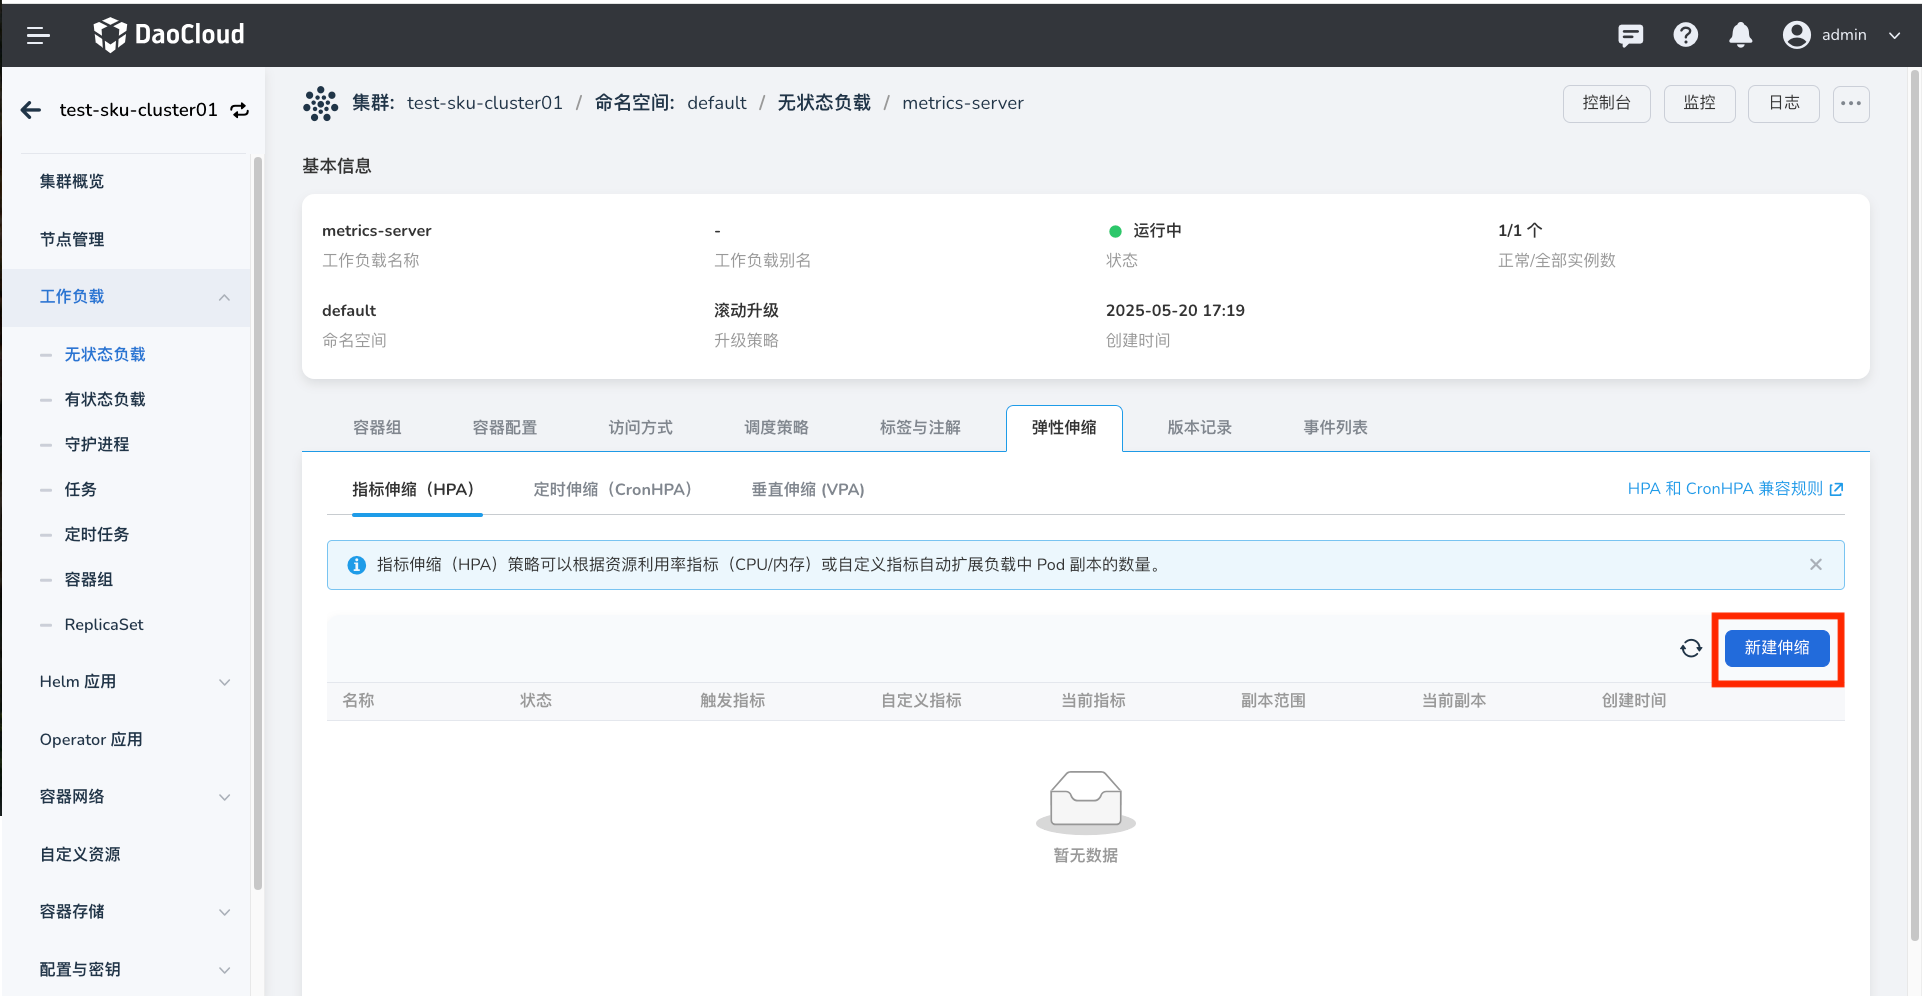 DaoCloud
admin
test-sku-cluster01
集群概览
节点管理
工作负载
无状态负载
有状态负载
守护进程
任务
定时任务
容器组
ReplicaSet
Helm 应用
Operator 应用
容器网络
自定义资源
容器存储
配置与密钥
集群: test-sku-cluster01 / 命名空间: default / 无状态负载 / metrics-server
控制台 监控 日志
基本信息
metrics-server
工作负载名称
-
工作负载别名
运行中
状态
1/1 个
正常/全部实例数
default
命名空间
滚动升级
升级策略
2025-05-20 17:19
创建时间
容器组 容器配置 访问方式 调度策略 标签与注解 弹性伸缩 版本记录 事件列表
指标伸缩（HPA） 定时伸缩（CronHPA） 垂直伸缩 (VPA) HPA 和 CronHPA 兼容规则
指标伸缩（HPA）策略可以根据资源利用率指标（CPU/内存）或自定义指标自动扩展负载中 Pod 副本的数量。
新建伸缩
名称 状态 触发指标 自定义指标 当前指标 副本范围 当前副本 创建时间
暂无数据